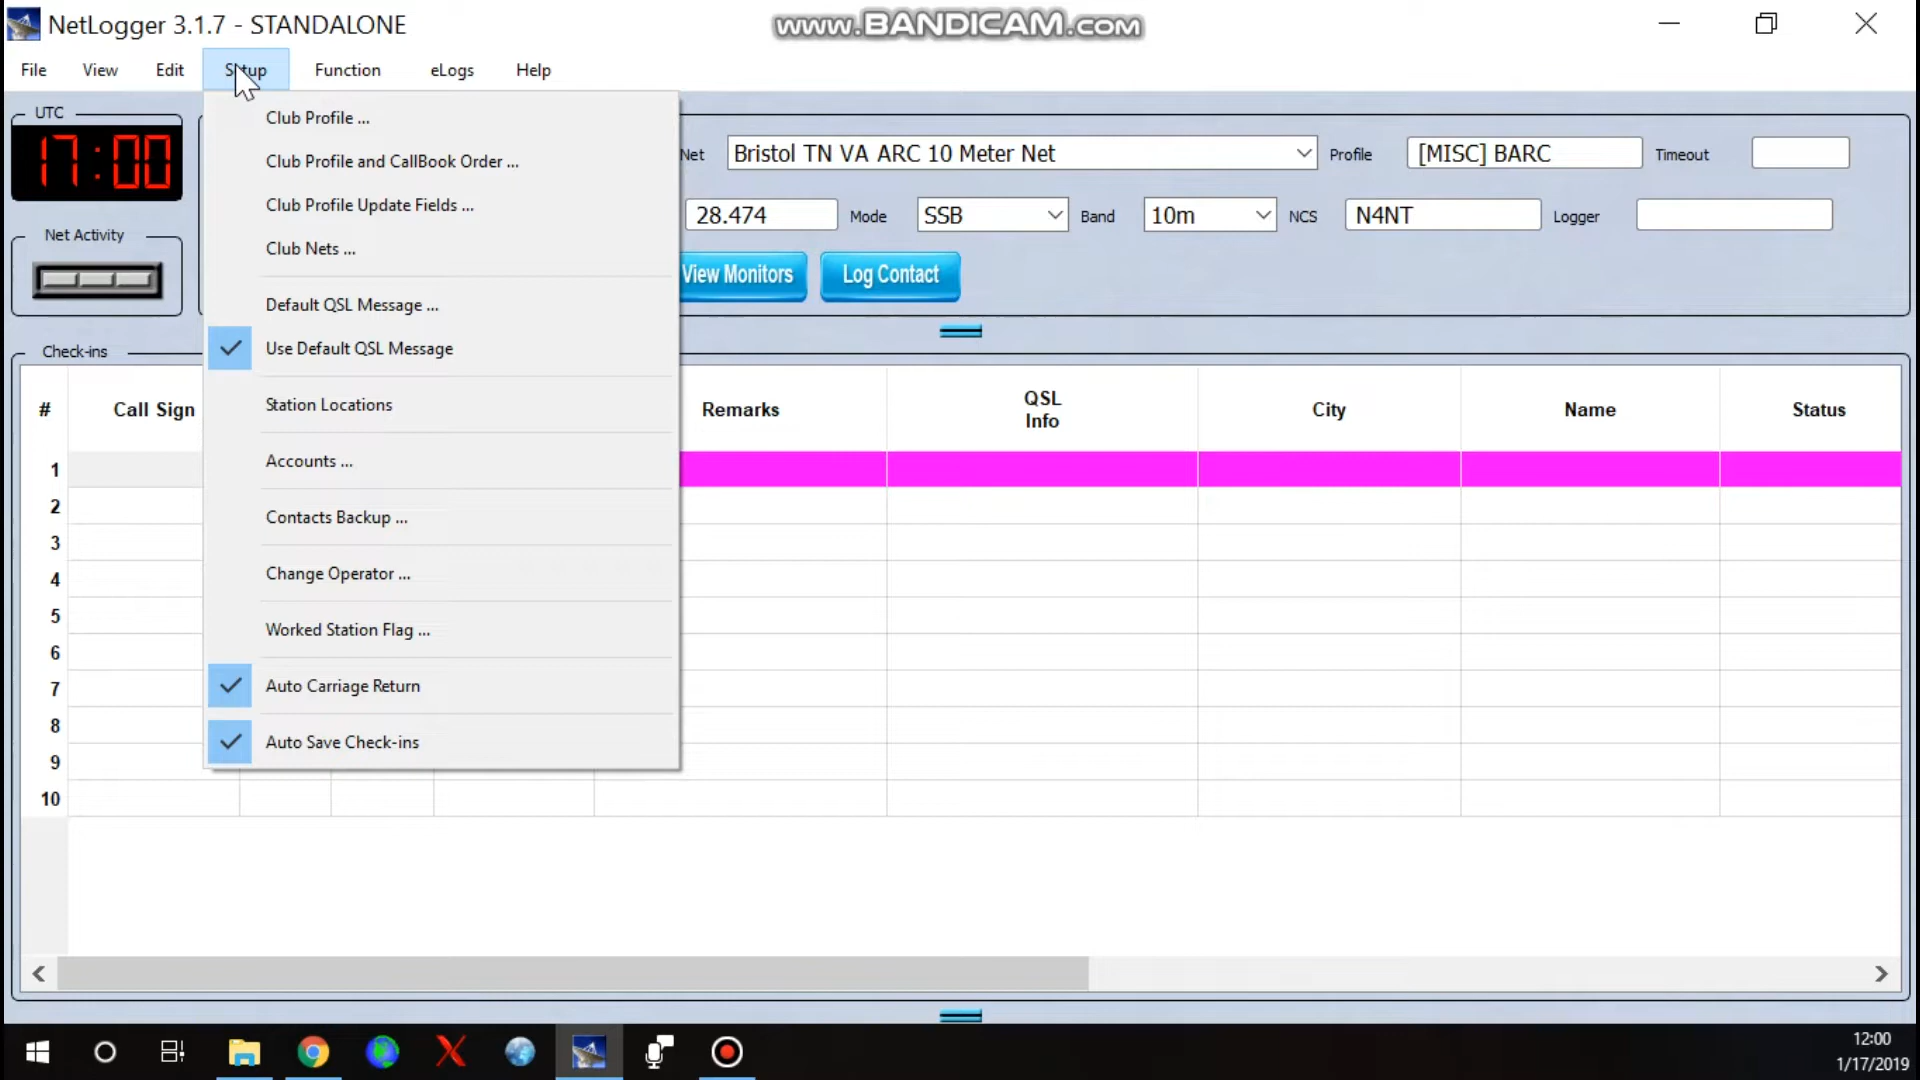 NetLogger 3.1.7 - STANDALONE
www.BANDICAM.com
File View Edit Setup Function eLogs Help
UTC
17:00
Net Activity
Club Profile ...
Club Profile and CallBook Order ...
Club Profile Update Fields ...
Club Nets ...
Default QSL Message ...
Use Default QSL Message
Station Locations
Accounts ...
Contacts Backup ...
Change Operator ...
Worked Station Flag ...
Auto Carriage Return
Auto Save Check-ins
Net Bristol TN VA ARC 10 Meter Net Profile [MISC] BARC Timeout
28.474 Mode SSB Band 10m NCS N4NT Logger
View Monitors Log Contact
Check-ins
# Call Sign Remarks QSL Info City Name Status
1
2
3
4
5
6
7
8
9
10
12:00
1/17/2019